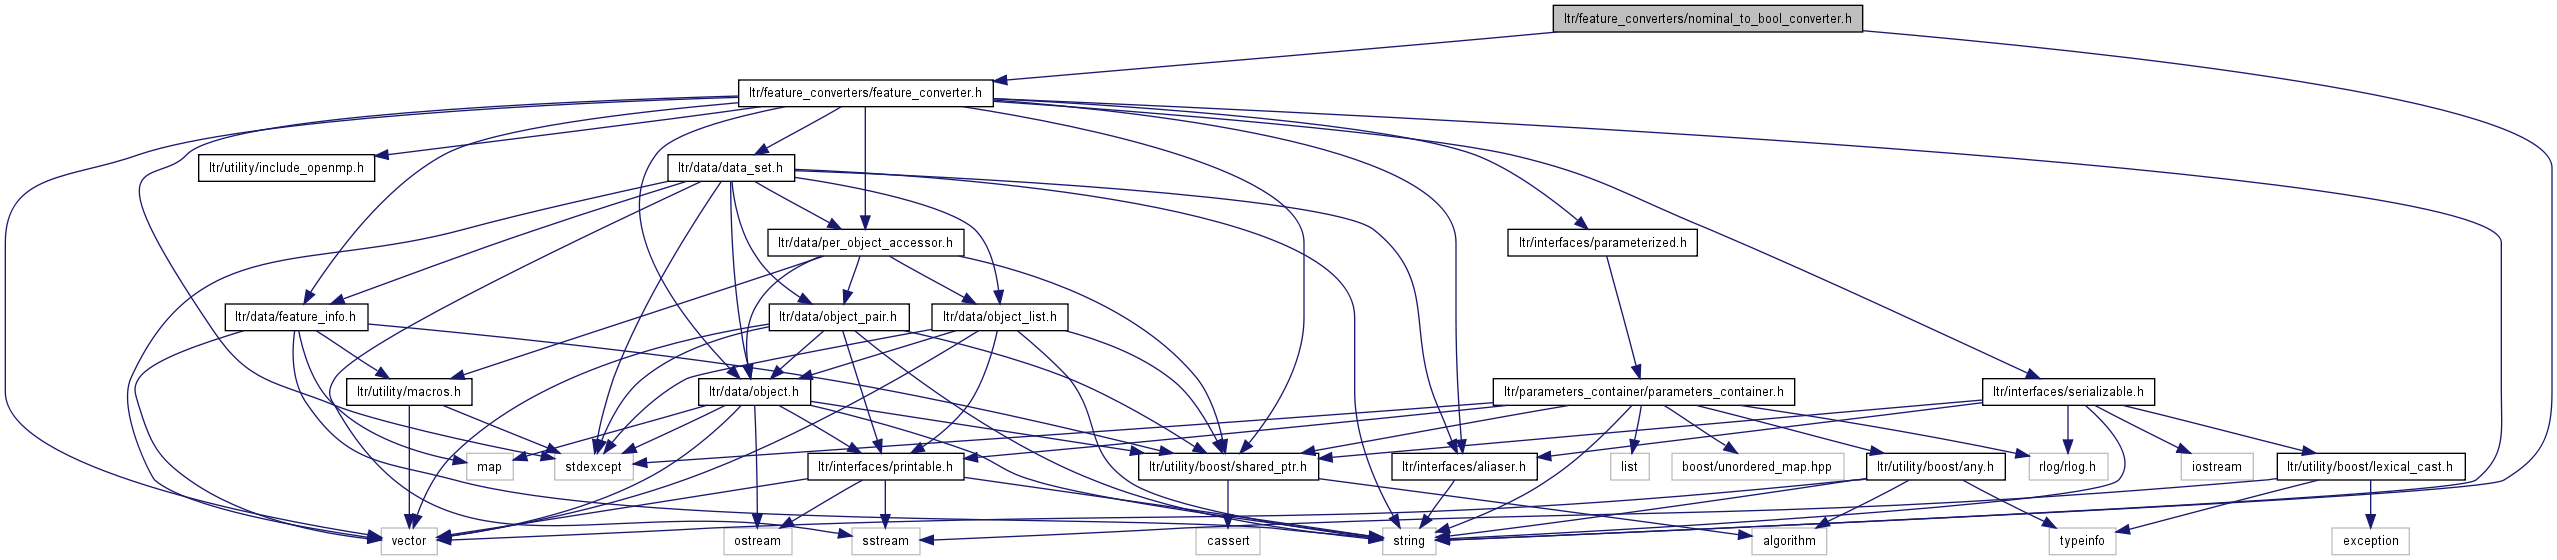 ltr/feature_converters/nominal_to_bool_converter.h
ltr/feature_converters/feature_converter.h
ltr/utility/include_openmp.h
ltr/data/data_set.h
ltr/data/per_object_accessor.h
ltr/interfaces/parameterized.h
ltr/data/feature_info.h
ltr/data/object_pair.h
ltr/data/object_list.h
ltr/utility/macros.h
ltr/data/object.h
ltr/parameters_container/parameters_container.h
ltr/interfaces/serializable.h
map
stdexcept
ltr/interfaces/printable.h
ltr/utility/boost/shared_ptr.h
ltr/interfaces/aliaser.h
list
boost/unordered_map.hpp
ltr/utility/boost/any.h
rlog/rlog.h
iostream
ltr/utility/boost/lexical_cast.h
vector
ostream
sstream
cassert
string
algorithm
typeinfo
exception